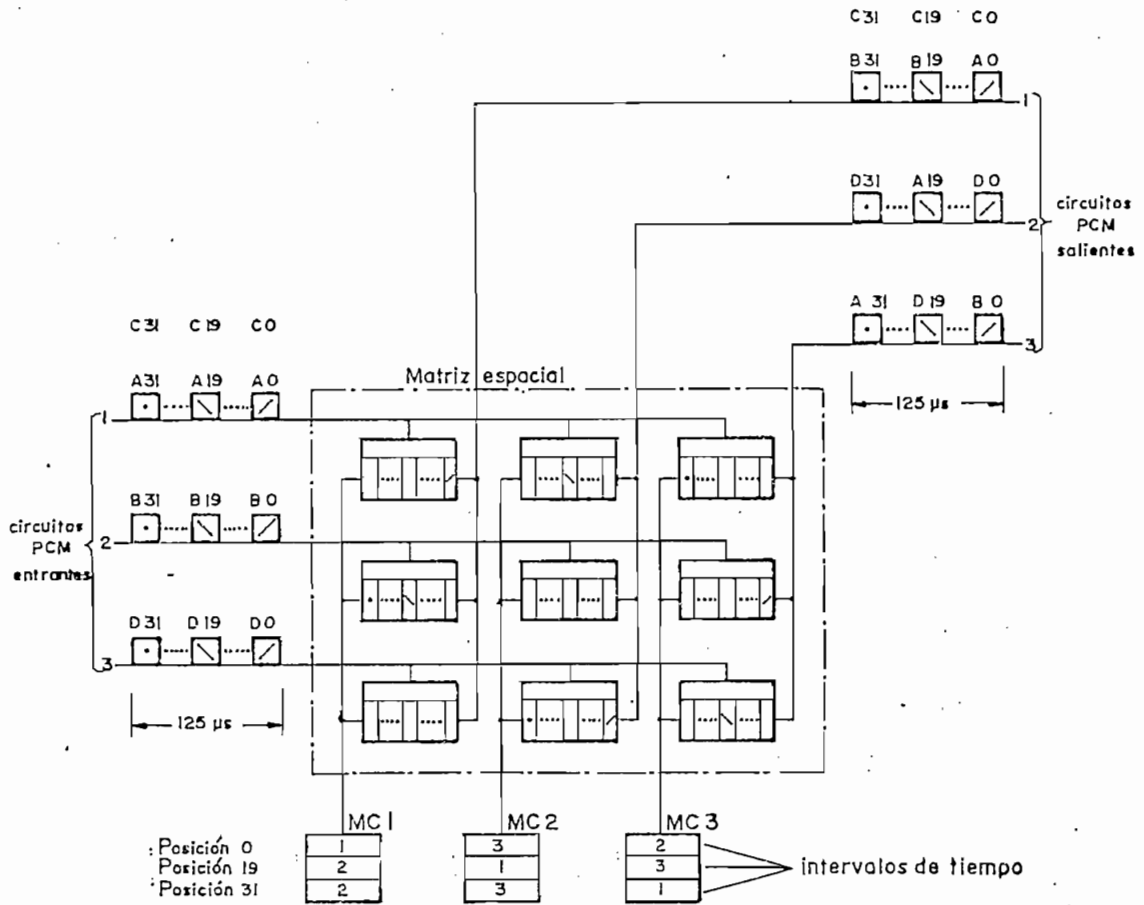 C31 C19 C0
B31 B19 A0
1
D31 A19 D0
2
circuitos
PCM
salientes
A 31 D19 B0
3
125 µs
C31 C19 C0
A31 A19 A0
1
Matriz espacial
B31 B19 B0
2
circuitos
PCM
entrantes
D31 D19 D0
3
125 µs
MC1 MC2 MC3
Posición 0 1 3 2
Posición 19 2 1 3
Posición 31 2 3 1
intervalos de tiempo